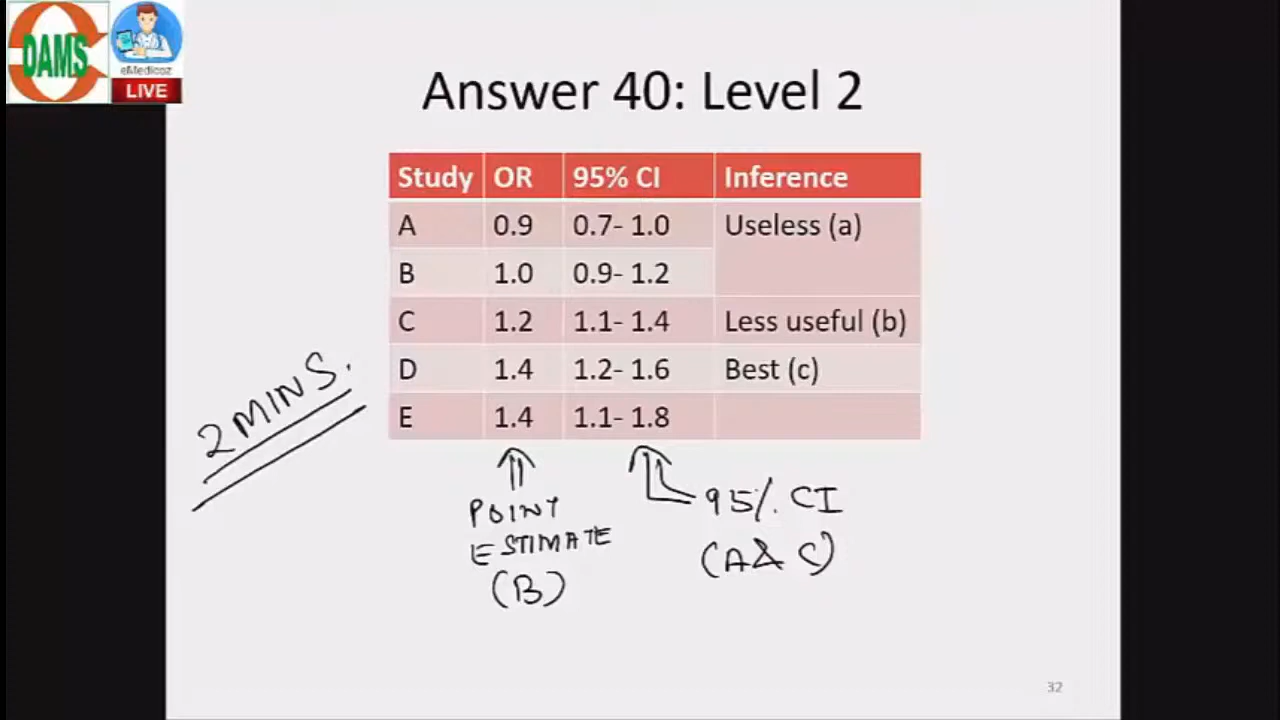 DAMS
eMedicoz
LIVE
Answer 40: Level 2
Study OR 95% CI Inference
A 0.9 0.7- 1.0 Useless (a)
B 1.0 0.9- 1.2
C 1.2 1.1- 1.4 Less useful (b)
D 1.4 1.2- 1.6 Best (c)
E 1.4 1.1- 1.8
2 MINS.
POINT
ESTIMATE
(B)
95% CI
(A & C)
32